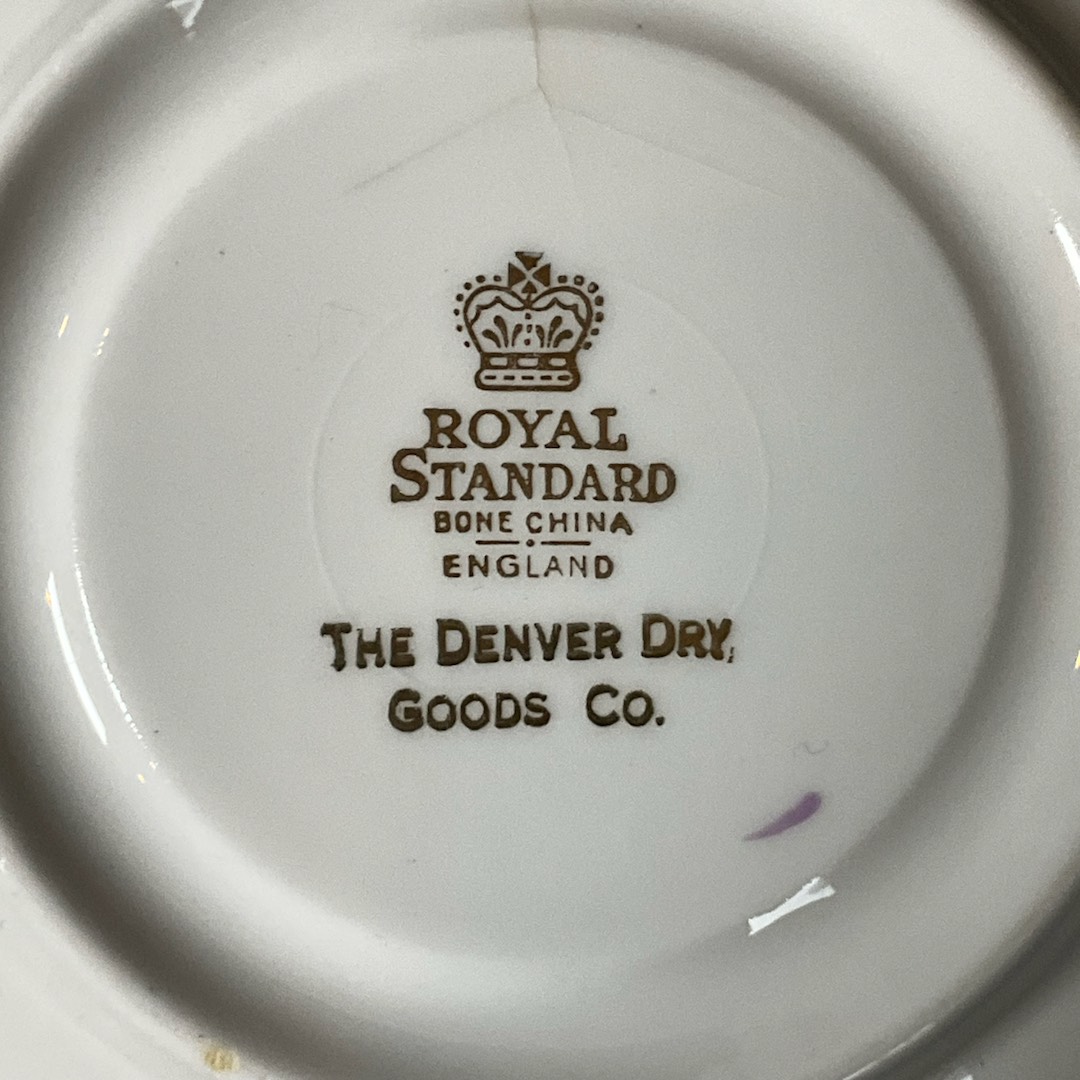 ROYAL
STANDARD
BONE CHINA
ENGLAND
THE DENVER DRY,
GOODS CO.